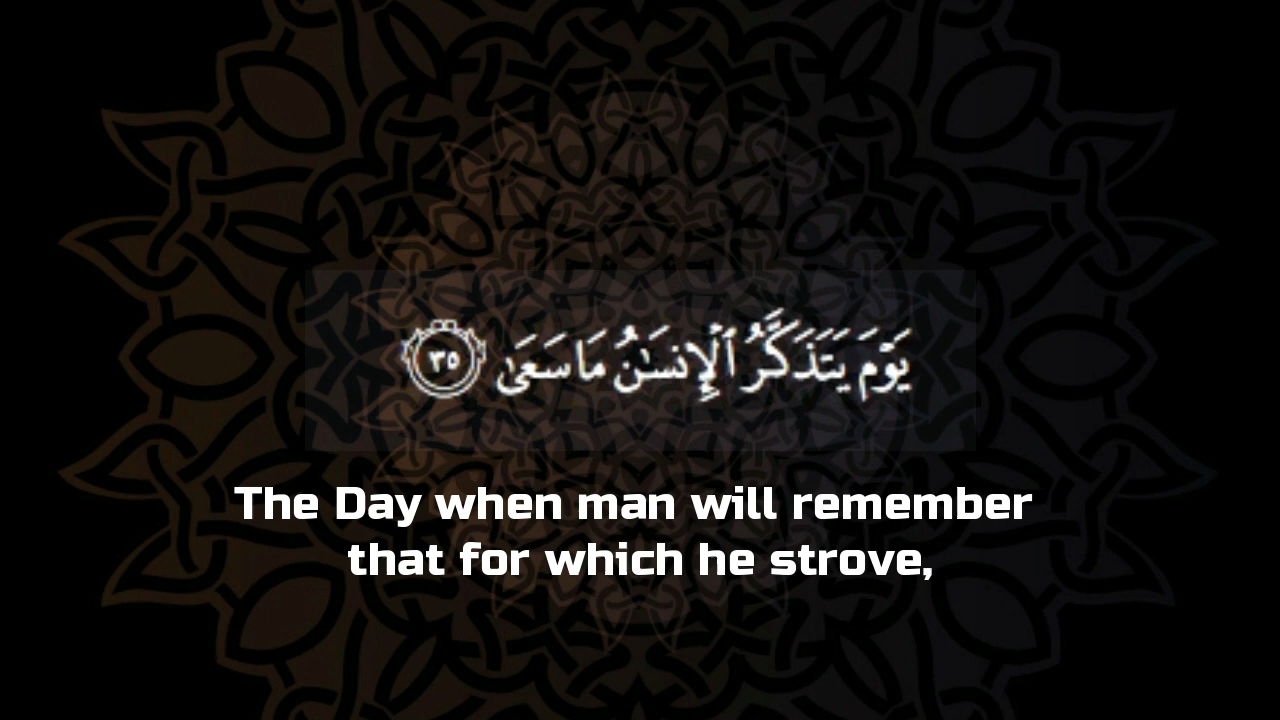 يَوْمَ يَتَذَكَّرُ ٱلْإِنسَـٰنُ مَا سَعَىٰ ٣٥
The Day when man will remember
that for which he strove,